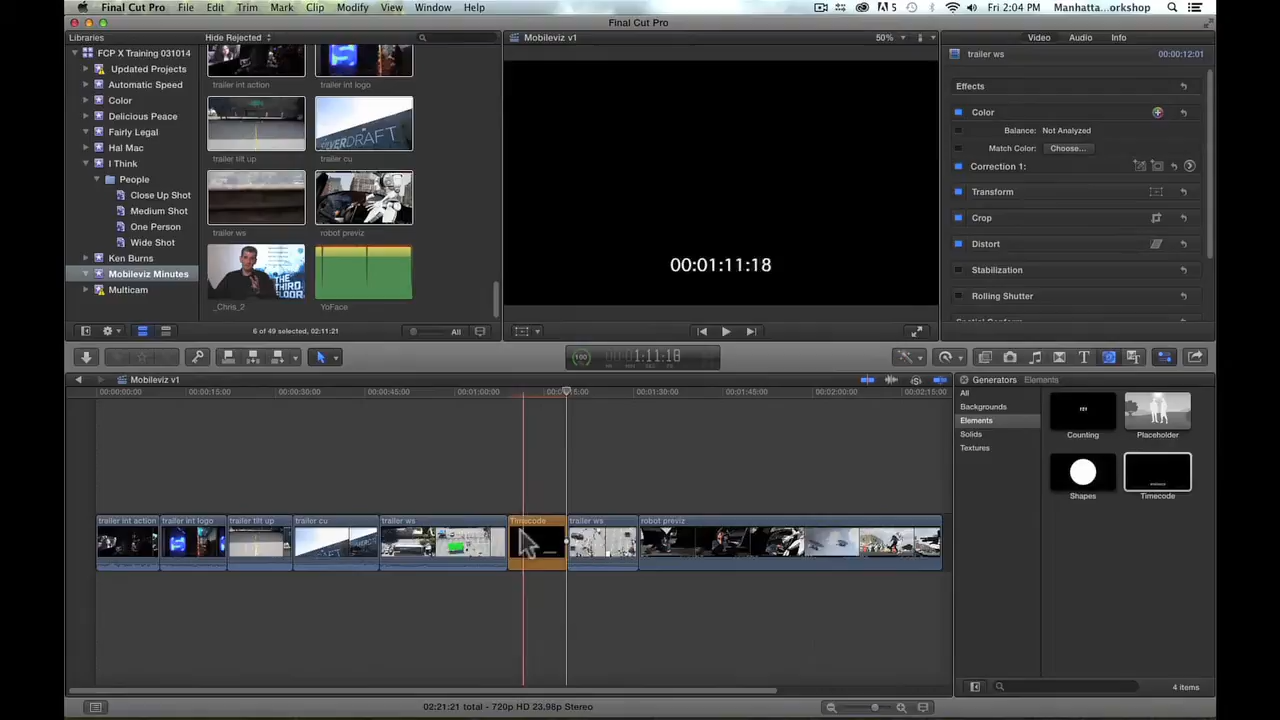 Final Cut Pro File Edit Trim Mark Clip Modify View Window Help
5 Fri 2:04 PM Manhatta...orkshop
Final Cut Pro
Libraries
Hide Rejected
Mobileviz v1
50%
Video Audio Info
FCP X Training 031014
Updated Projects
Automatic Speed
Color
Delicious Peace
Fairly Legal
Hal Mac
I Think
People
Close Up Shot
Medium Shot
One Person
Wide Shot
Ken Burns
Mobileviz Minutes
Multicam
trailer int action
trailer int logo
trailer tilt up
trailer cu
trailer ws
robot previz
_Chris_2
YoFace
THE THIRD FLOOR
6 of 49 selected, 02:11:21
All
00:01:11:18
trailer ws
00:00:12:01
Effects
Color
Balance: Not Analyzed
Match Color: Choose...
Correction 1:
Transform
Crop
Distort
Stabilization
Rolling Shutter
100
1:11:18
Mobileviz v1
00:00:00:00 00:00:15:00 00:00:30:00 00:00:45:00 00:01:00:00 00:01:30:00 00:01:45:00 00:02:00:00 00:02:15:00
trailer int action trailer int logo trailer tilt up trailer cu trailer ws Timecode trailer ws robot previz
Generators Elements
All
Backgrounds
Elements
Solids
Textures
Counting
Placeholder
Shapes
Timecode
02:21:21 total - 720p HD 23.98p Stereo
4 items